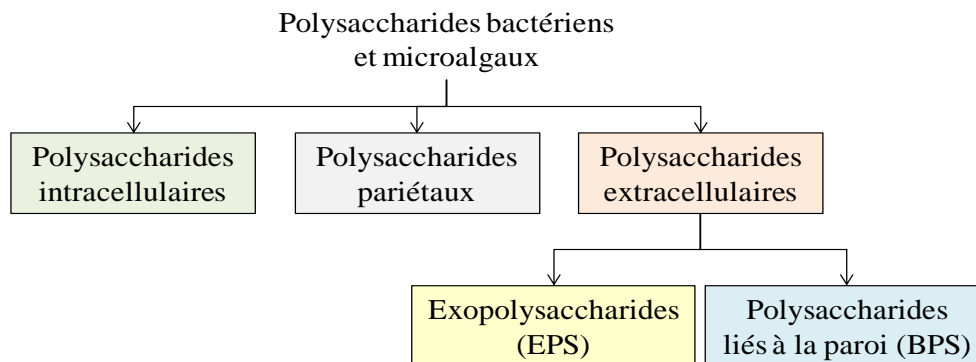 Polysaccharides bactériens
et microalgaux
Polysaccharides
intracellulaires
Polysaccharides
pariétaux
Polysaccharides
extracellulaires
Exopolysaccharides
(EPS)
Polysaccharides
liés à la paroi (BPS)